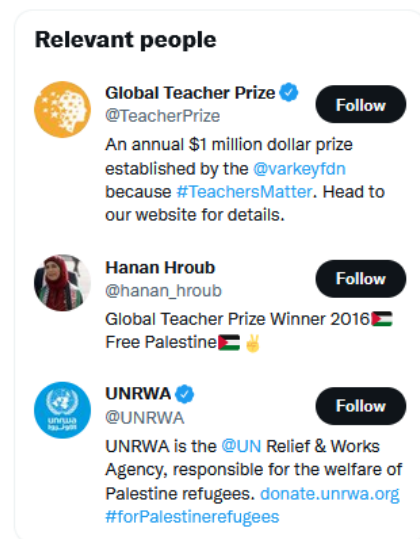 Relevant people
Global Teacher Prize
Follow
@TeacherPrize
An annual $1 million dollar prize
established by the @varkeyfdn
because #TeachersMatter. Head to
our website for details.
Hanan Hroub
Follow
@hanan_hroub
Global Teacher Prize Winner 2016🇵🇸
Free Palestine🇵🇸✌
UNRWA
Follow
@UNRWA
UNRWA is the @UN Relief & Works
Agency, responsible for the welfare of
Palestine refugees. donate.unrwa.org
#forPalestinerefugees
unrwa
الأونروا